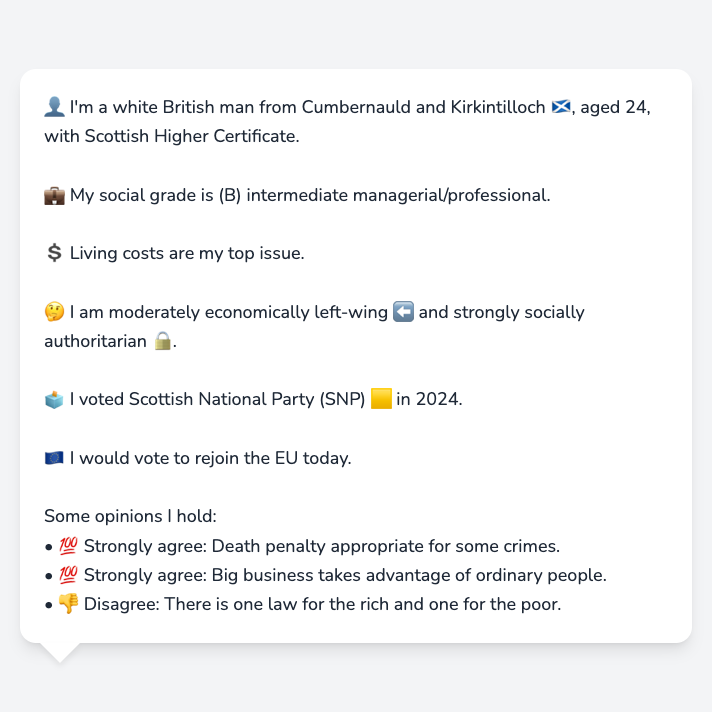 👤 I'm a white British man from Cumbernauld and Kirkintilloch 🏴󠁧󠁢󠁳󠁣󠁴󠁿, aged 24,
with Scottish Higher Certificate.
💼 My social grade is (B) intermediate managerial/professional.
💲 Living costs are my top issue.
🤔 I am moderately economically left-wing ⬅️ and strongly socially
authoritarian 🔒.
🗳️ I voted Scottish National Party (SNP) 🟨 in 2024.
🇪🇺 I would vote to rejoin the EU today.
Some opinions I hold:
• 💯 Strongly agree: Death penalty appropriate for some crimes.
• 💯 Strongly agree: Big business takes advantage of ordinary people.
• 👎 Disagree: There is one law for the rich and one for the poor.